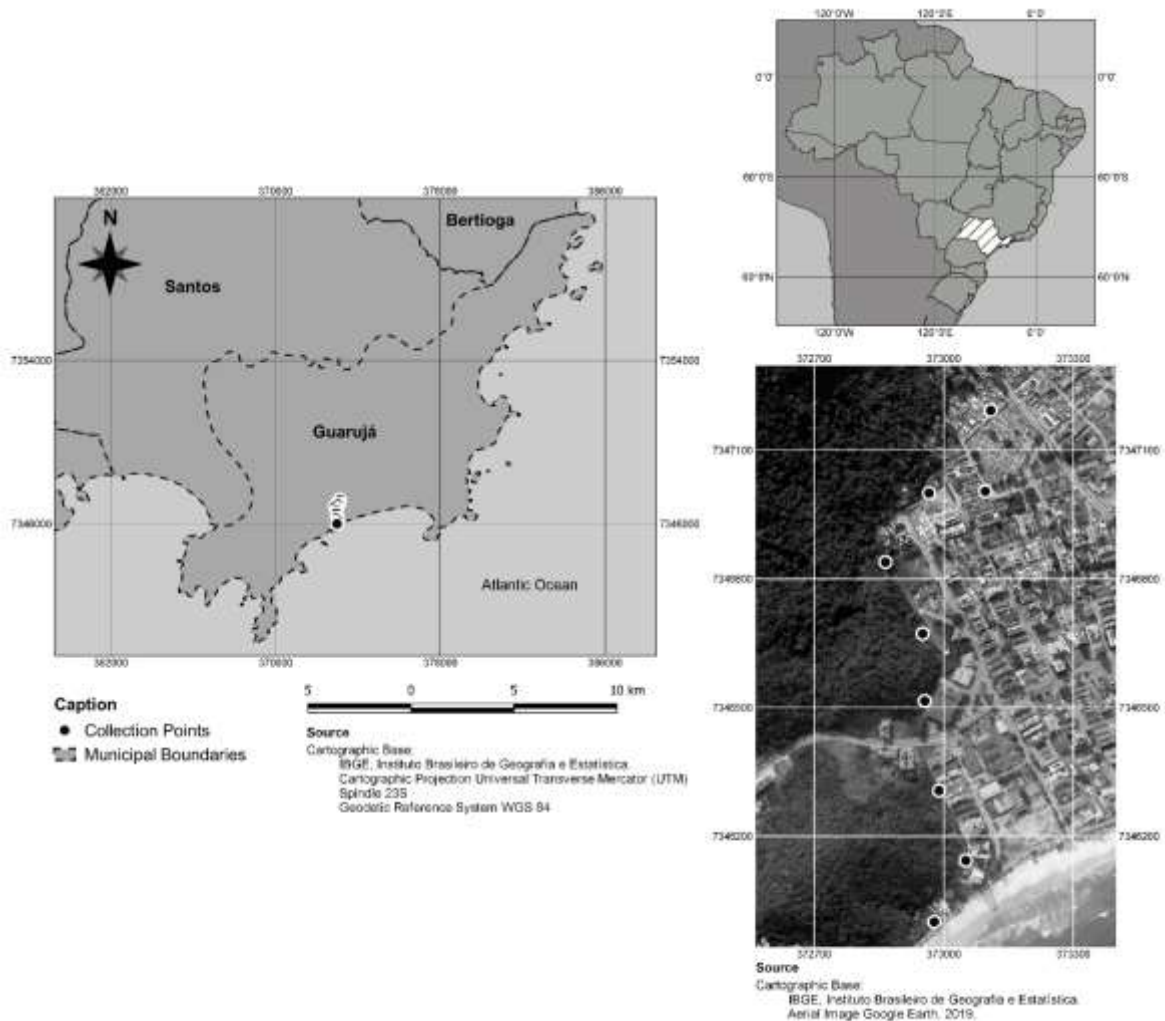 362000 370000 378000 386000
N
Bertioga
Santos
7354000 7354000
Guarujá
7346000 7346000
Atlantic Ocean
362000 370000 378000 386000
Caption
Collection Points
Municipal Boundaries
5 0 5 10 km
Source
Cartographic Base:
IBGE, Instituto Brasileiro de Geografia e Estatística.
Cartographic Projection Universal Transverse Mercator (UTM)
Spindle 23S
Geodetic Reference System WGS 84
120°0'W 120°0'E 0°0'
0°0' 0°0'
60°0'S 60°0'S
60°0'N 60°0'N
120°0'W 120°0'E 0°0'
372700 373000 373300
7347100 7347100
7346800 7346800
7346500 7346500
7346200 7346200
372700 373000 373300
Source
Cartographic Base:
IBGE, Instituto Brasileiro de Geografia e Estatística.
Aerial Image Google Earth, 2019.